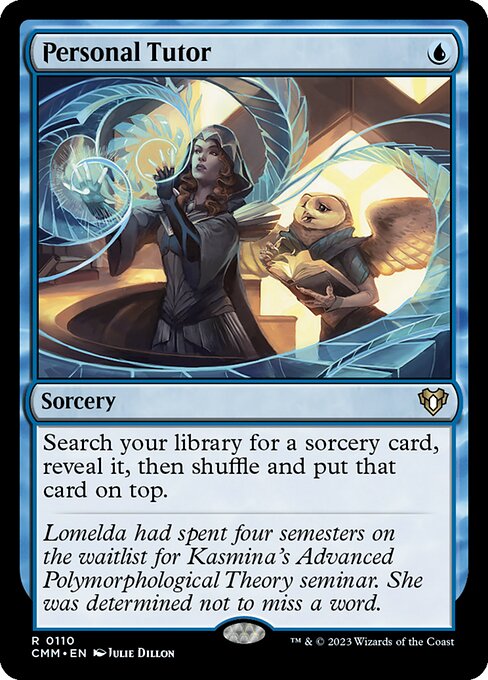 Personal Tutor
Sorcery
Search your library for a sorcery card,
reveal it, then shuffle and put that
card on top.
Lomelda had spent four semesters on
the waitlist for Kasmina's Advanced
Polymorphological Theory seminar. She
was determined not to miss a word.
R 0110
CMM • EN Julie Dillon
™ & © 2023 Wizards of the Coast